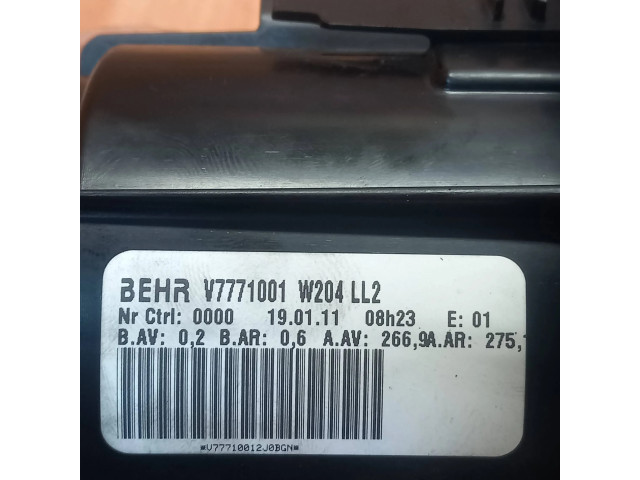 BEHR V7771001 W204 LL2
Nr Ctrl: 0000 19.01.11 08h23 E: 01
B.AV: 0,2 B.AR: 0,6 A.AV: 266,9A.AR: 275,
*V77710012J0BGN*